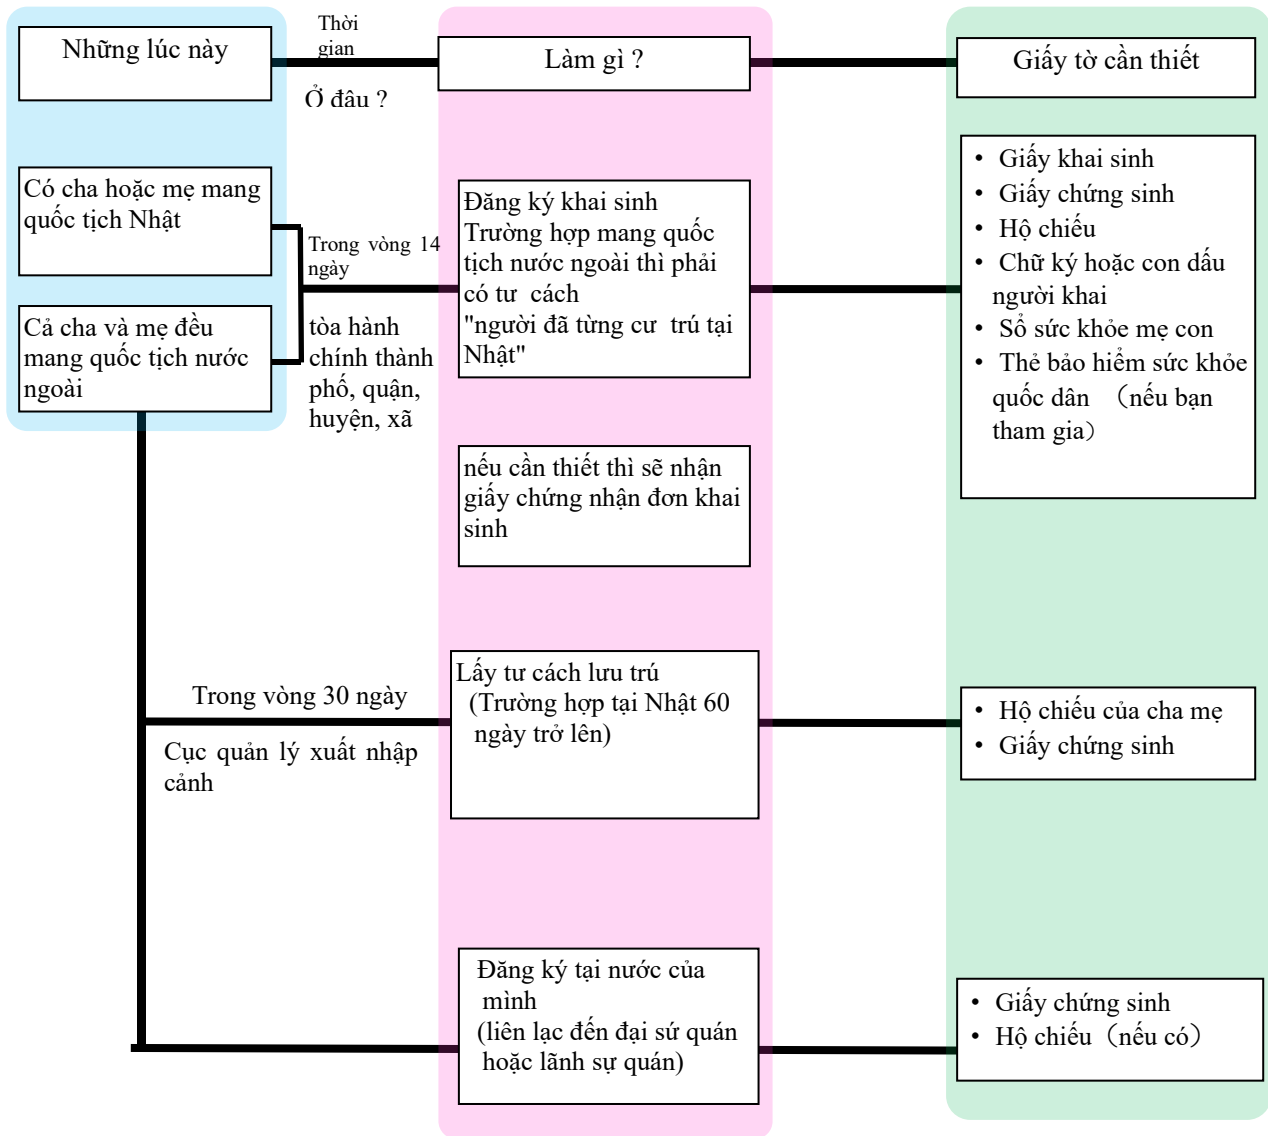 Những lúc này
Thời
gian
Ở đâu ?
Làm gì ?
Giấy tờ cần thiết
Có cha hoặc mẹ mang
quốc tịch Nhật
Cả cha và mẹ đều
mang quốc tịch nước
ngoài
Trong vòng 14
ngày
tòa hành
chính thành
phố, quận,
huyện, xã
Đăng ký khai sinh
Trường hợp mang quốc
tịch nước ngoài thì phải
có tư cách
"người đã từng cư trú tại
Nhật"
• Giấy khai sinh
• Giấy chứng sinh
• Hộ chiếu
• Chữ ký hoặc con dấu
người khai
• Sổ sức khỏe mẹ con
• Thẻ bảo hiểm sức khỏe
quốc dân （nếu bạn
tham gia）
nếu cần thiết thì sẽ nhận
giấy chứng nhận đơn khai
sinh
Trong vòng 30 ngày
Cục quản lý xuất nhập
cảnh
Lấy tư cách lưu trú
(Trường hợp tại Nhật 60
ngày trở lên)
• Hộ chiếu của cha mẹ
• Giấy chứng sinh
Đăng ký tại nước của
mình
(liên lạc đến đại sứ quán
hoặc lãnh sự quán)
• Giấy chứng sinh
• Hộ chiếu（nếu có）